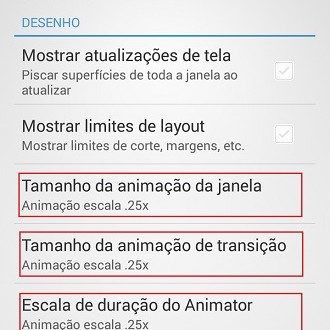 DESENHO
Mostrar atualizações de tela
Piscar superfícies de toda a janela ao
atualizar
Mostrar limites de layout
Mostrar limites de corte, margens, etc.
Tamanho da animação da janela
Animação escala .25x
Tamanho da animação de transição
Animação escala .25x
Escala de duração do Animator
Animação escala .25x